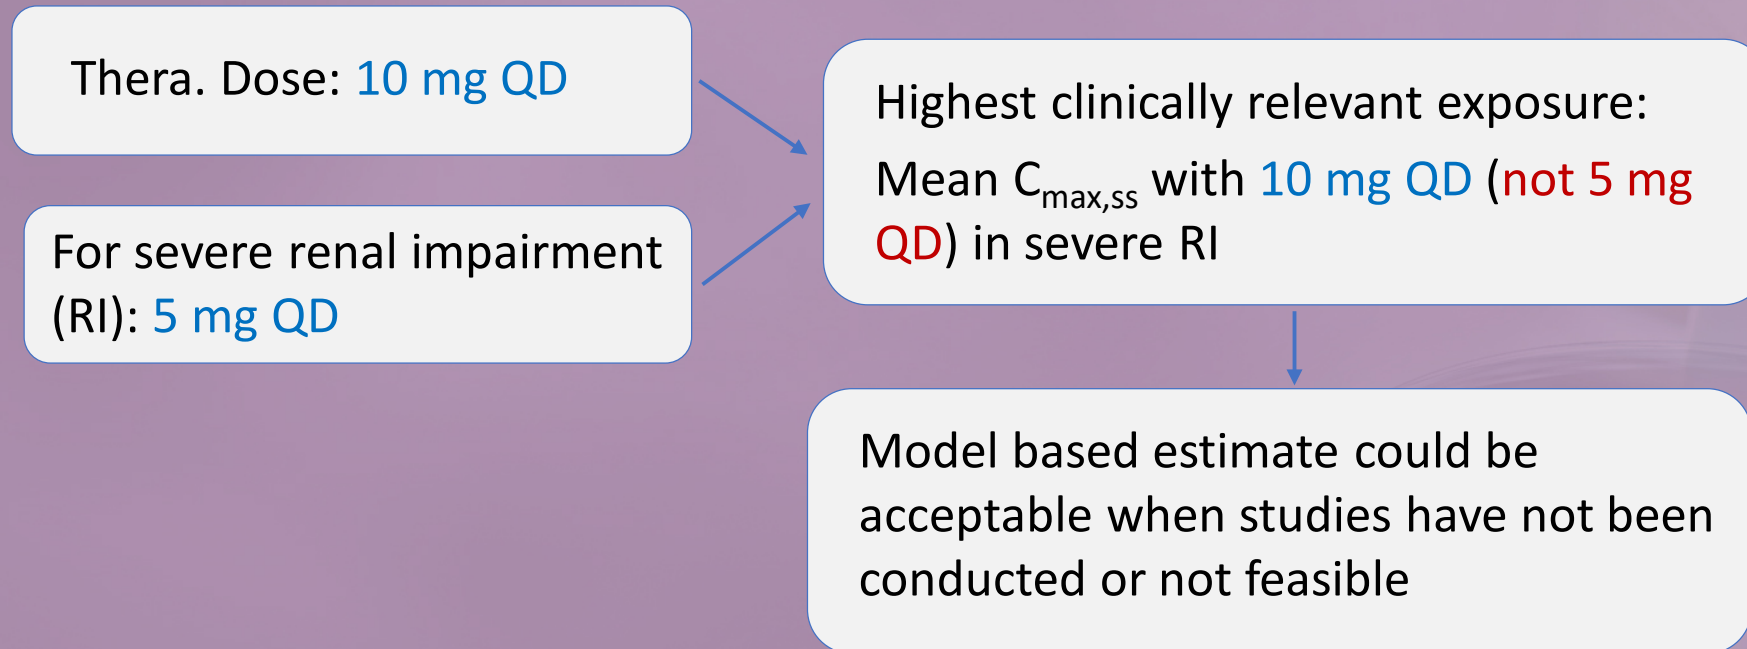 Thera. Dose: 10 mg QD
For severe renal impairment
(RI): 5 mg QD
Highest clinically relevant exposure:
Mean Cmax,ss with 10 mg QD (not 5 mg
QD) in severe RI
Model based estimate could be
acceptable when studies have not been
conducted or not feasible